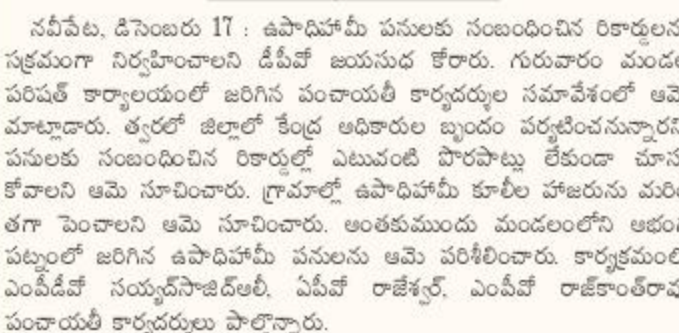 నవీపేట, డిసెంబరు 17 : ఉపాధిహామీ పనులకు సంబంధించిన రికార్డులన
సక్రమంగా నిర్వహించాలని డీపీవో జయసుధ కోరారు. గురువారం మండల
పరిషత్ కార్యాలయంలో జరిగిన పంచాయతీ కార్యదర్శుల సమావేశంలో ఆమె
మాట్లాడారు. త్వరలో జిల్లాలో కేంద్ర అధికారుల బృందం పర్యటించనున్నారని
పనులకు సంబంధించిన రికార్డుల్లో ఎటువంటి పొరపాట్లు లేకుండా చూసు
కోవాలని ఆమె సూచించారు. గ్రామాల్లో ఉపాధిహామీ కూలీల హాజరును మరిం
తగా పెంచాలని ఆమె సూచించారు. అంతకుముందు మండలంలోని అభంగ
పట్నంలో జరిగిన ఉపాధిహామీ పనులను ఆమె పరిశీలించారు. కార్యక్రమంలో
ఎంపీడీవో సయ్యద్‌సాజిద్‌అలీ, ఏపీవో రాజేశ్వర్, ఎంపీవో రాజ్‌కాంత్‌రావు
పంచాయతీ కార్యదర్శులు పాల్గొన్నారు.